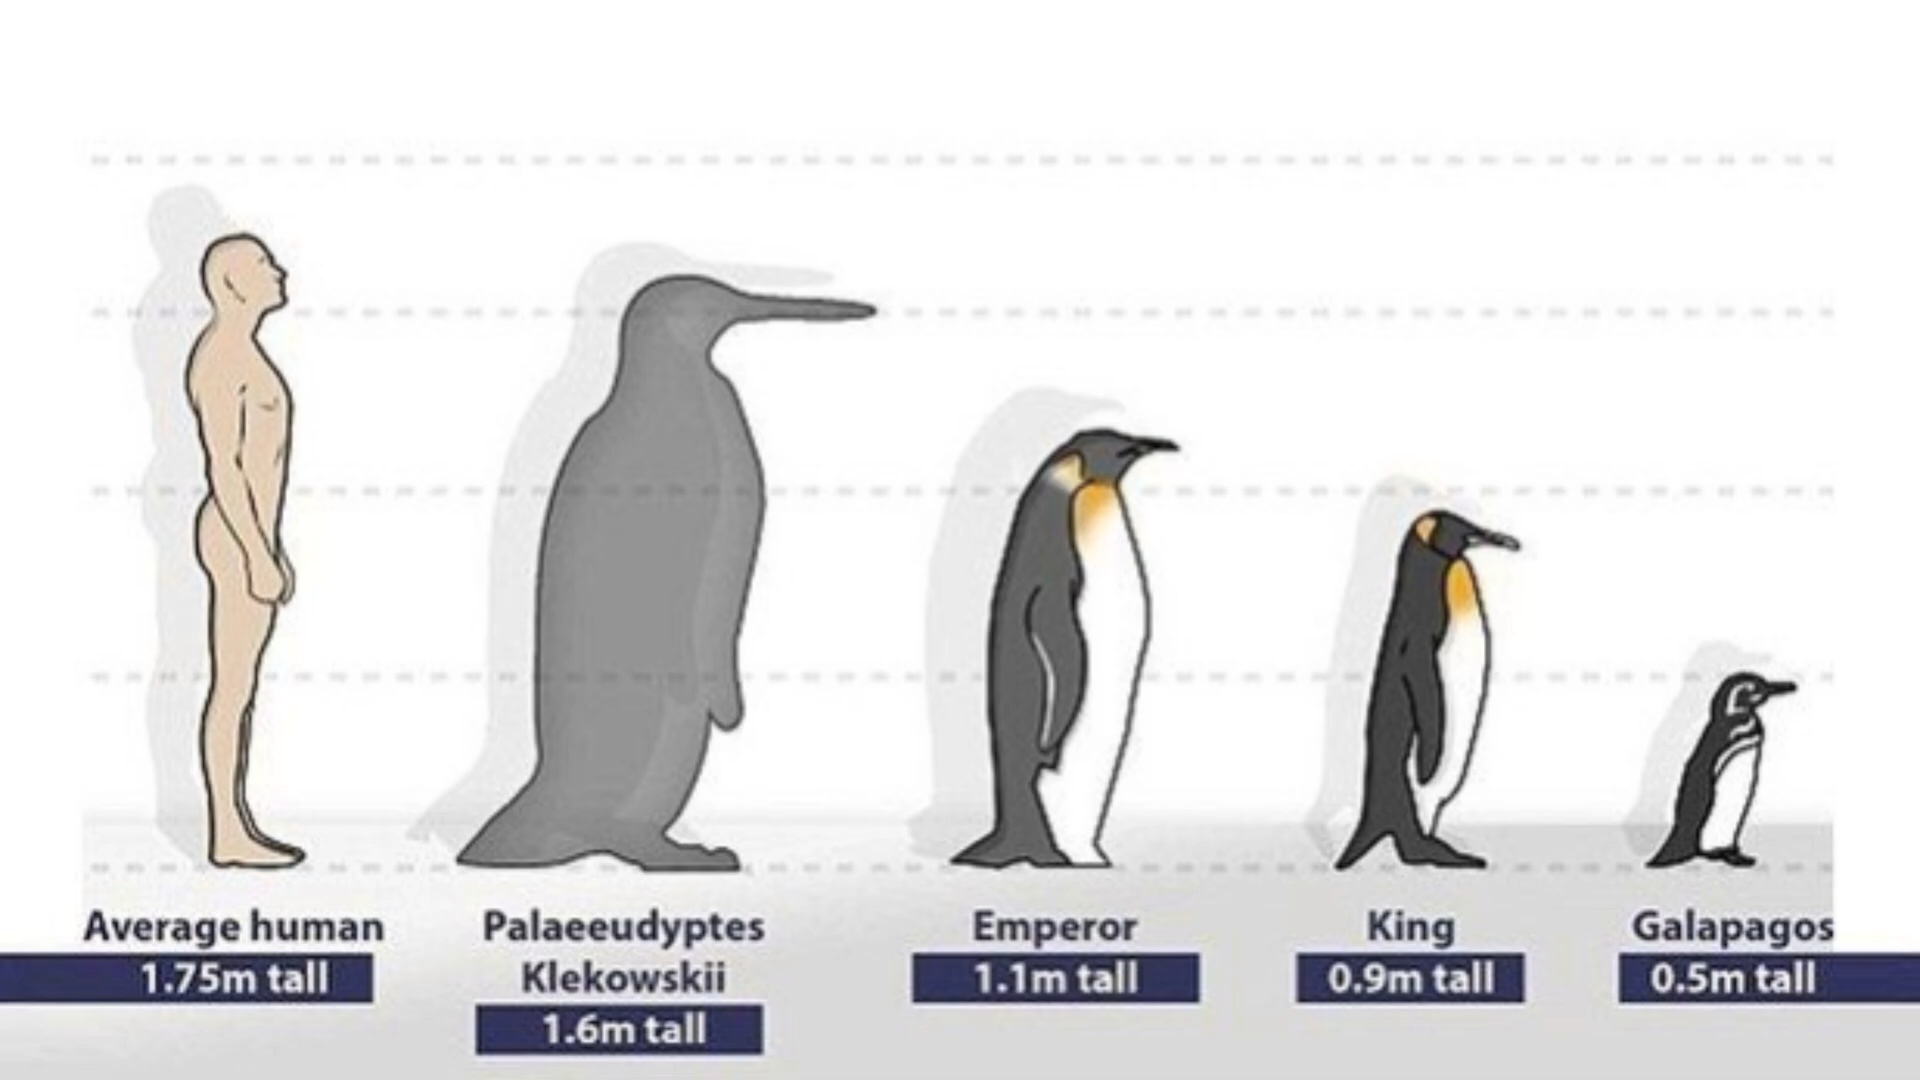 Average human
1.75m tall
Palaeeudyptes
Klekowskii
1.6m tall
Emperor
1.1m tall
King
0.9m tall
Galapagos
0.5m tall